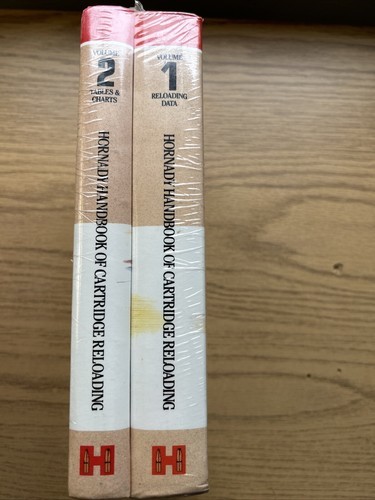 VOLUME
2
TABLES &
CHARTS
HORNADY HANDBOOK OF CARTRIDGE RELOADING
H
VOLUME
1
RELOADING
DATA
HORNADY HANDBOOK OF CARTRIDGE RELOADING
H